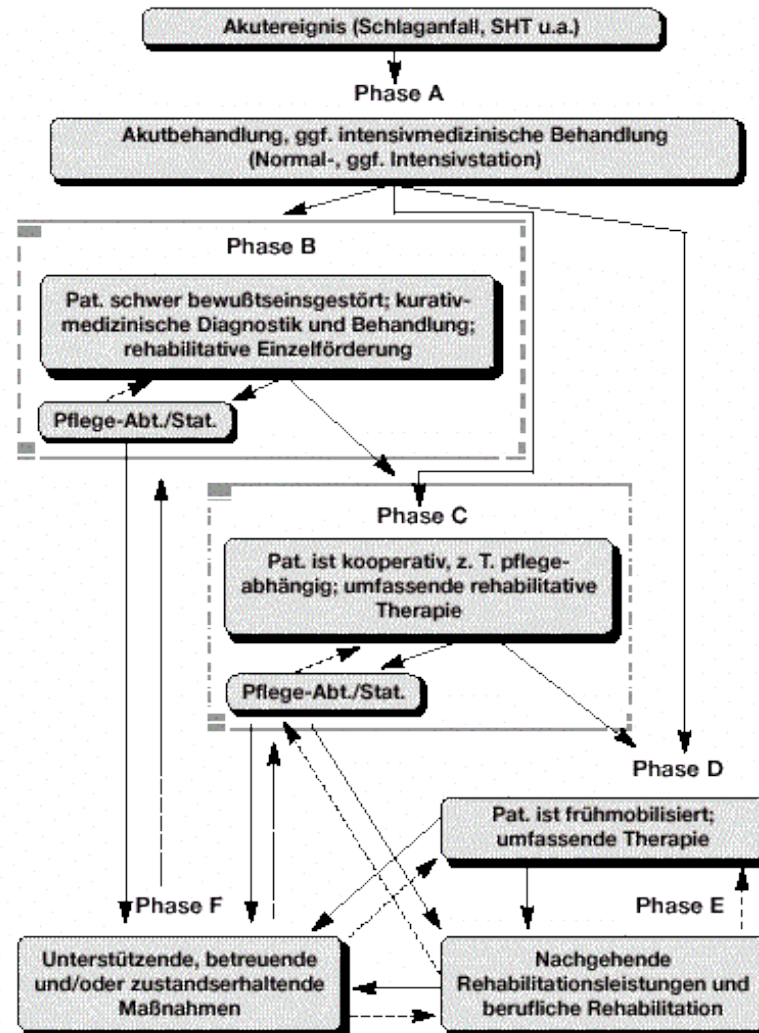 Akutereignis (Schlaganfall, SHT u.a.)
Phase A
Akutbehandlung, ggf. intensivmedizinische Behandlung
(Normal-, ggf. Intensivstation)
Phase B
Pat. schwer bewußtseinsgestört; kurativ-
medizinische Diagnostik und Behandlung;
rehabilitative Einzelförderung
Pflege-Abt./Stat.
Phase C
Pat. ist kooperativ, z. T. pflege-
abhängig; umfassende rehabilitative
Therapie
Pflege-Abt./Stat.
Phase D
Pat. ist frühmobilisiert;
umfassende Therapie
Phase F
Unterstützende, betreuende
und/oder zustandserhaltende
Maßnahmen
Phase E
Nachgehende
Rehabilitationsleistungen und
berufliche Rehabilitation